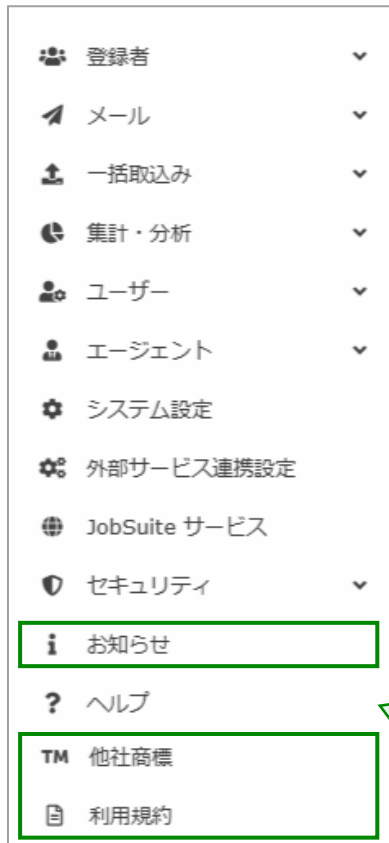 登録者
メール
一括取込み
集計・分析
ユーザー
エージェント
システム設定
外部サービス連携設定
JobSuite サービス
セキュリティ
お知らせ
? ヘルプ
TM 他社商標
利用規約